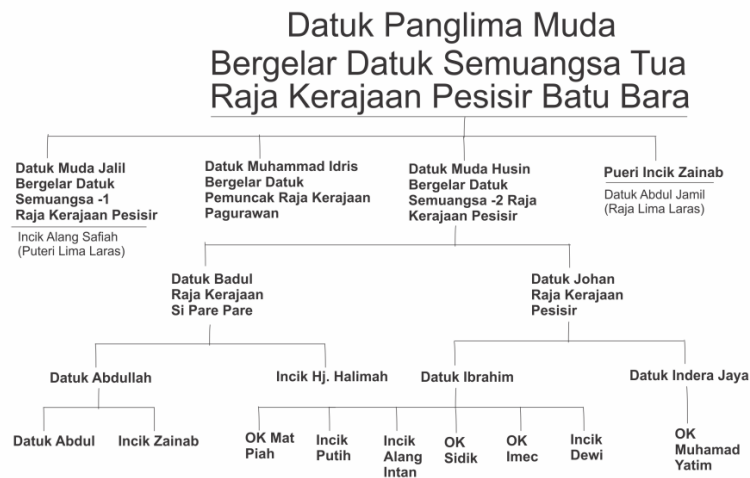 Datuk Panglima Muda
Bergelar Datuk Semuangsa Tua
Raja Kerajaan Pesisir Batu Bara
Datuk Muda Jalil
Bergelar Datuk
Semuangsa -1
Raja Kerajaan Pesisir
Incik Alang Safiah
(Puteri Lima Laras)
Datuk Muhammad Idris
Bergelar Datuk
Pemuncak Raja Kerajaan
Pagurawan
Datuk Muda Husin
Bergelar Datuk
Semuangsa -2 Raja
Kerajaan Pesisir
Pueri Incik Zainab
Datuk Abdul Jamil
(Raja Lima Laras)
Datuk Badul
Raja Kerajaan
Si Pare Pare
Datuk Johan
Raja Kerajaan
Pesisir
Datuk Abdullah
Incik Hj. Halimah
Datuk Ibrahim
Datuk Indera Jaya
Datuk Abdul
Incik Zainab
OK Mat
Piah
Incik
Putih
Incik
Alang
Intan
OK
Sidik
OK
Imec
Incik
Dewi
OK
Muhamad
Yatim